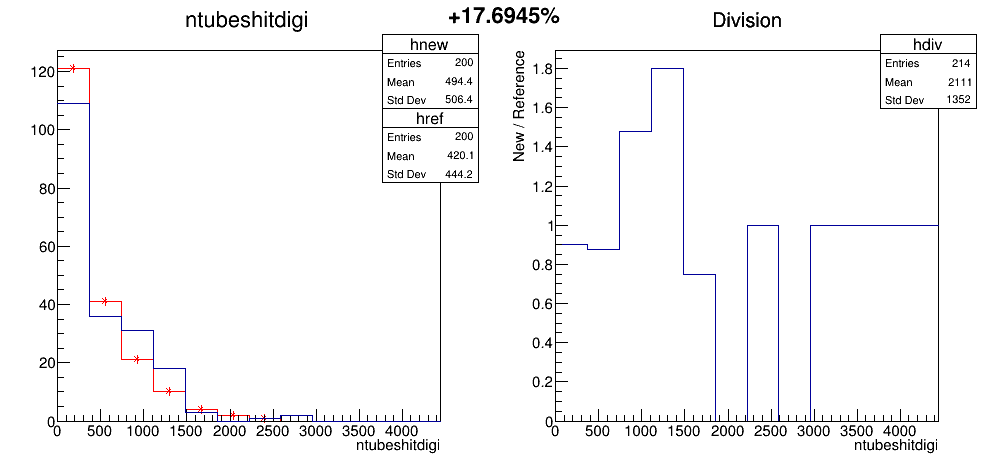 ntubeshitdigi
+17.6945%
Division
hnew
Entries 200
Mean 494.4
Std Dev 506.4
href
Entries 200
Mean 420.1
Std Dev 444.2
120
100
80
60
40
20
0
0 500 1000 1500 2000 2500 3000 3500 4000
ntubeshitdigi
hdiv
Entries 214
Mean 2111
Std Dev 1352
New / Reference
1.8
1.6
1.4
1.2
1
0.8
0.6
0.4
0.2
0
0 500 1000 1500 2000 2500 3000 3500 4000
ntubeshitdigi